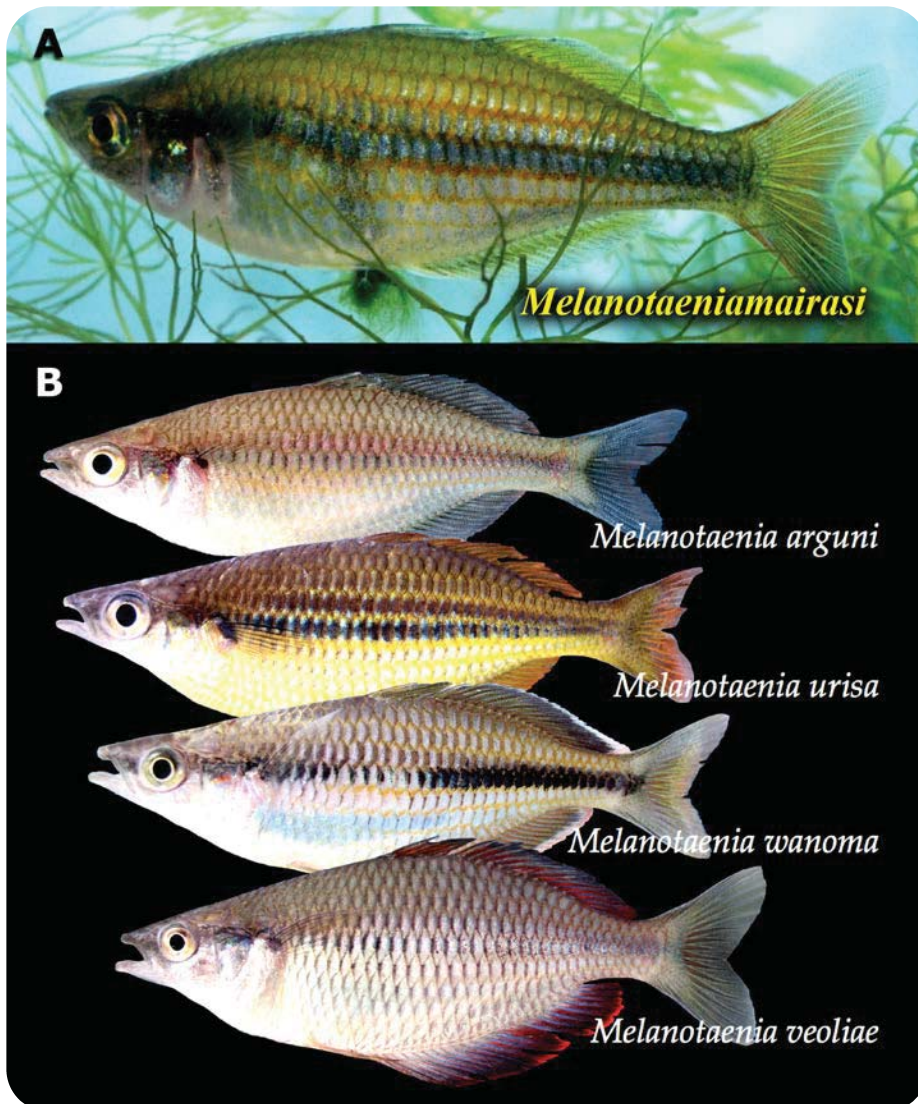 A
Melanotaeniamairasi
B
Melanotaenia arguni
Melanotaenia urisa
Melanotaenia wanoma
Melanotaenia veoliae